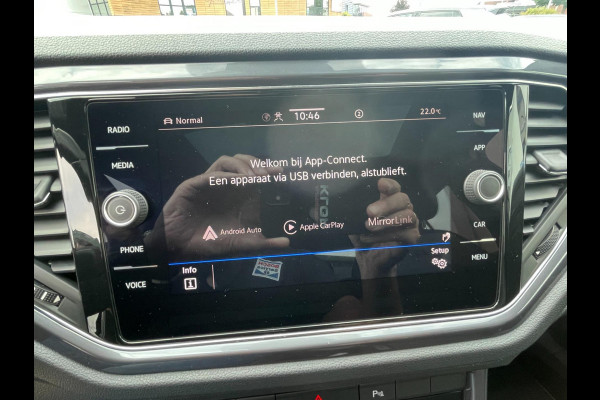 Normal
10:46
2
22.0°C
RADIO
MEDIA
PHONE
VOICE
NAV
APP
CAR
MENU
Welkom bij App-Connect.
Een apparaat via USB verbinden, alstublieft.
Android Auto
Apple CarPlay
MirrorLink
Info
Setup
P